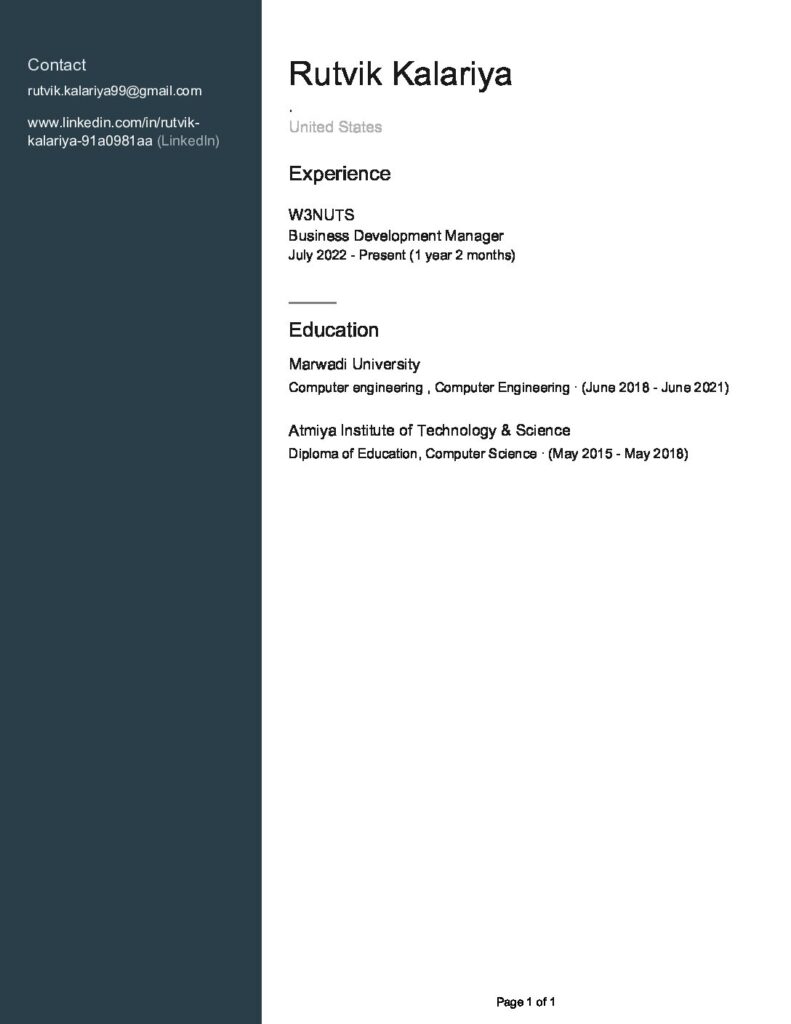 Contact
rutvik.kalariya99@gmail.com
www.linkedin.com/in/rutvik-
kalariya-91a0981aa (LinkedIn)
Rutvik Kalariya
.
United States
Experience
W3NUTS
Business Development Manager
July 2022 - Present (1 year 2 months)
Education
Marwadi University
Computer engineering , Computer Engineering · (June 2018 - June 2021)
Atmiya Institute of Technology & Science
Diploma of Education, Computer Science · (May 2015 - May 2018)
Page 1 of 1